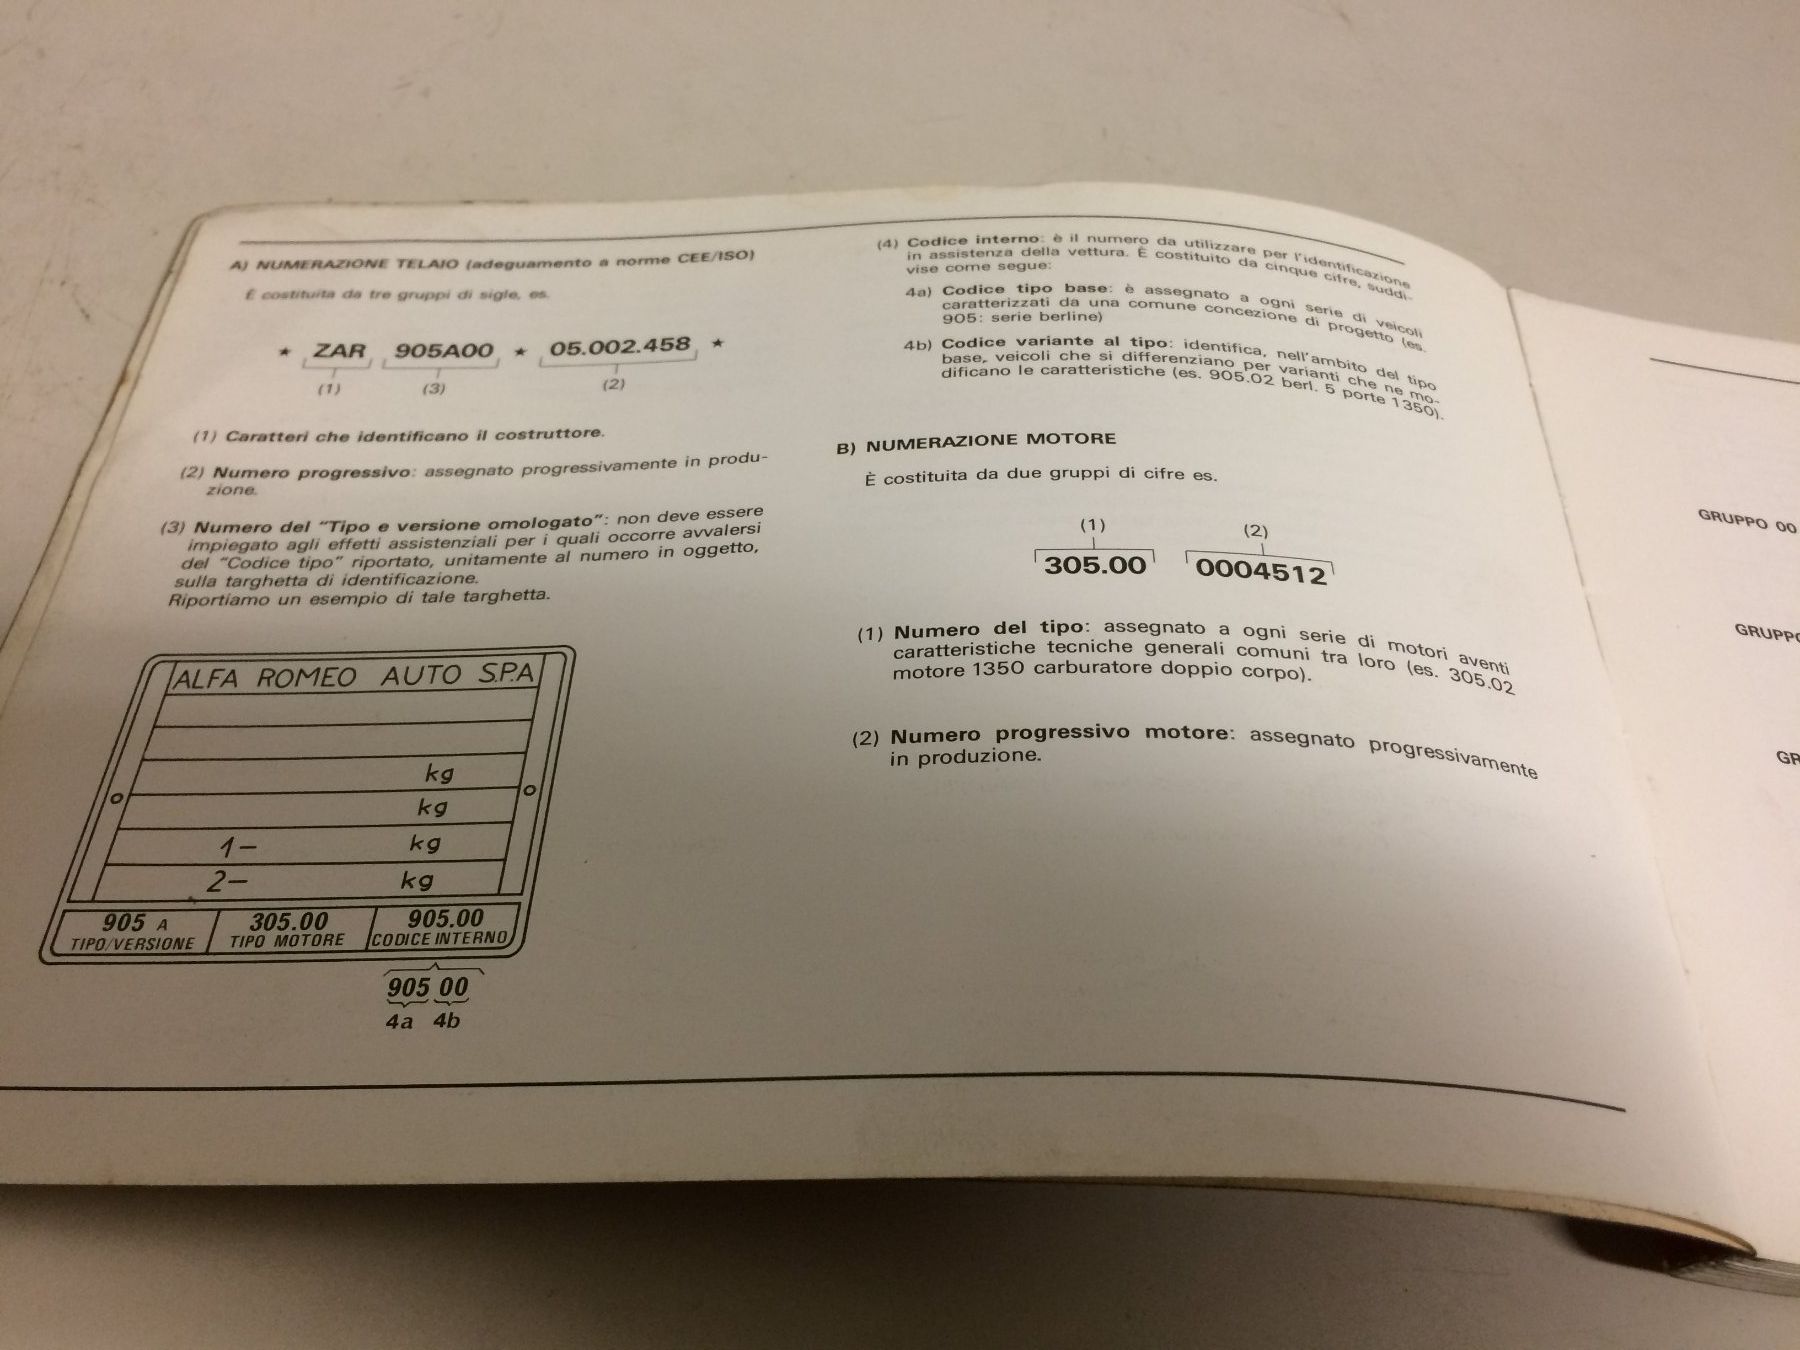 A) NUMERAZIONE TELAIO (adeguamento a norme CEE/ISO)
È costituita da tre gruppi di sigle, es.
★ ZAR 905A00 ★ 05.002.458 ★
(1) (3) (2)
(1) Caratteri che identificano il costruttore.
(2) Numero progressivo: assegnato progressivamente in produ-
zione.
(3) Numero del “Tipo e versione omologato”: non deve essere
impiegato agli effetti assistenziali per i quali occorre avvalersi
del “Codice tipo” riportato, unitamente al numero in oggetto,
sulla targhetta di identificazione.
Riportiamo un esempio di tale targhetta.
ALFA ROMEO AUTO S.P.A
kg
kg
1– kg
2– kg
905 A 305.00 905.00
TIPO/VERSIONE TIPO MOTORE CODICE INTERNO
905 00
4a 4b
(4) Codice interno: è il numero da utilizzare per l'identificazione
in assistenza della vettura. È costituito da cinque cifre, suddi-
vise come segue:
4a) Codice tipo base: è assegnato a ogni serie di veicoli
caratterizzati da una comune concezione di progetto (es.
905: serie berline)
4b) Codice variante al tipo: identifica, nell'ambito del tipo
base, veicoli che si differenziano per varianti che ne mo-
dificano le caratteristiche (es. 905.02 berl. 5 porte 1350).
B) NUMERAZIONE MOTORE
È costituita da due gruppi di cifre es.
(1) (2)
305.00 0004512
(1) Numero del tipo: assegnato a ogni serie di motori aventi
caratteristiche tecniche generali comuni tra loro (es. 305.02
motore 1350 carburatore doppio corpo).
(2) Numero progressivo motore: assegnato progressivamente
in produzione.
GRUPPO 00
GRUPPO
GR